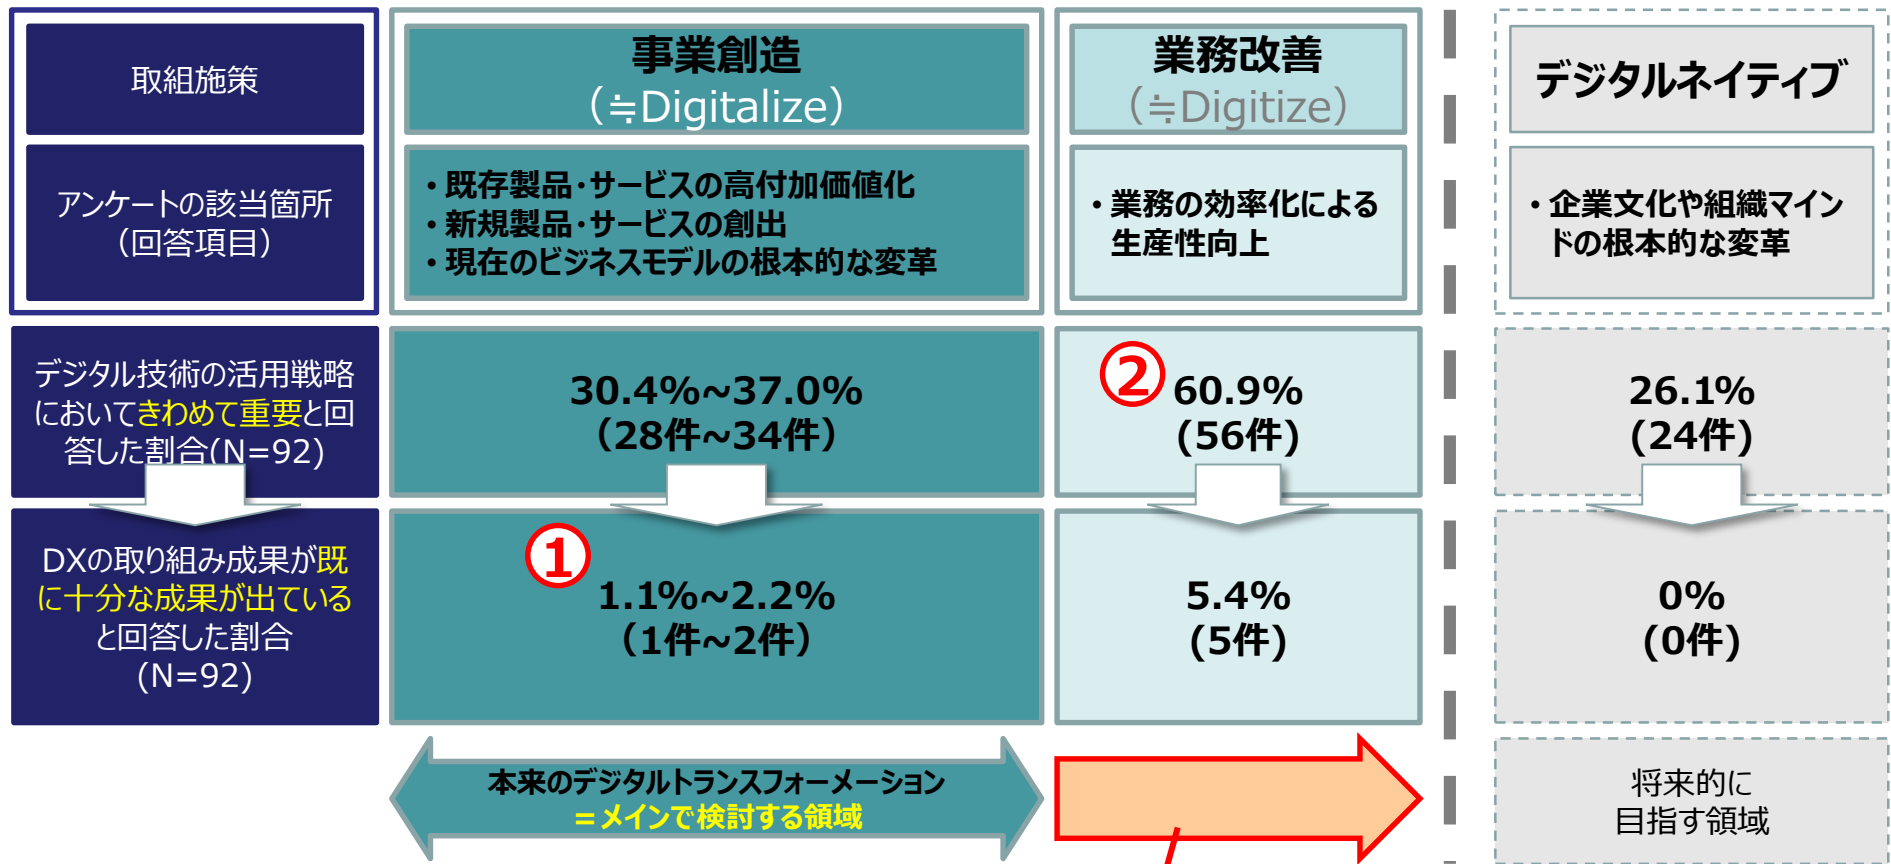 取組施策
事業創造
（≒Digitalize）
業務改善
（≒Digitize）
デジタルネイティブ
アンケートの該当箇所
（回答項目）
・既存製品・サービスの高付加価値化
・新規製品・サービスの創出
・現在のビジネスモデルの根本的な変革
・業務の効率化による
生産性向上
・企業文化や組織マイン
ドの根本的な変革
デジタル技術の活用戦略
においてきわめて重要と回
答した割合(N=92)
30.4%~37.0%
（28件~34件）
②
60.9%
(56件)
26.1%
(24件)
DXの取り組み成果が既
に十分な成果が出ている
と回答した割合
(N=92)
①
1.1%~2.2%
（1件~2件）
5.4%
(5件)
0%
(0件)
本来のデジタルトランスフォーメーション
＝メインで検討する領域
将来的に
目指す領域